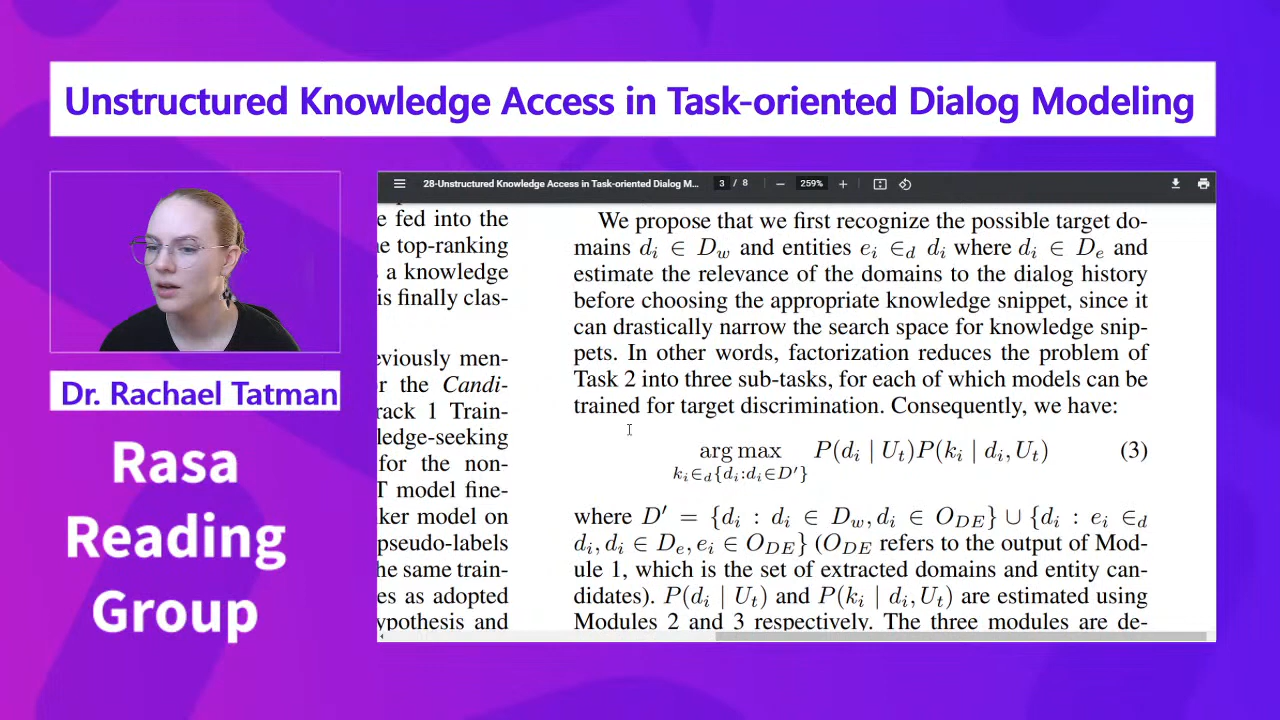 Unstructured Knowledge Access in Task-oriented Dialog Modeling
Dr. Rachael Tatman
Rasa
Reading
Group
28-Unstructured Knowledge Access in Task-oriented Dialog M...
3 / 8
259%
e fed into the
e top-ranking
a knowledge
is finally clas-
eviously men-
r the Candi-
rack 1 Train-
ledge-seeking
for the non-
T model fine-
ker model on
pseudo-labels
he same train-
es as adopted
ypothesis and
We propose that we first recognize the possible target do-
mains d_i ∈ D_w and entities e_i ∈_d d_i where d_i ∈ D_e and
estimate the relevance of the domains to the dialog history
before choosing the appropriate knowledge snippet, since it
can drastically narrow the search space for knowledge snip-
pets. In other words, factorization reduces the problem of
Task 2 into three sub-tasks, for each of which models can be
trained for target discrimination. Consequently, we have:
arg max P(d_i | U_t)P(k_i | d_i, U_t) (3)
k_i∈_d{d_i:d_i∈D′}
where D′ = {d_i : d_i ∈ D_w, d_i ∈ O_DE} ∪ {d_i : e_i ∈_d
d_i, d_i ∈ D_e, e_i ∈ O_DE} (O_DE refers to the output of Mod-
ule 1, which is the set of extracted domains and entity can-
didates). P(d_i | U_t) and P(k_i | d_i, U_t) are estimated using
Modules 2 and 3 respectively. The three modules are de-